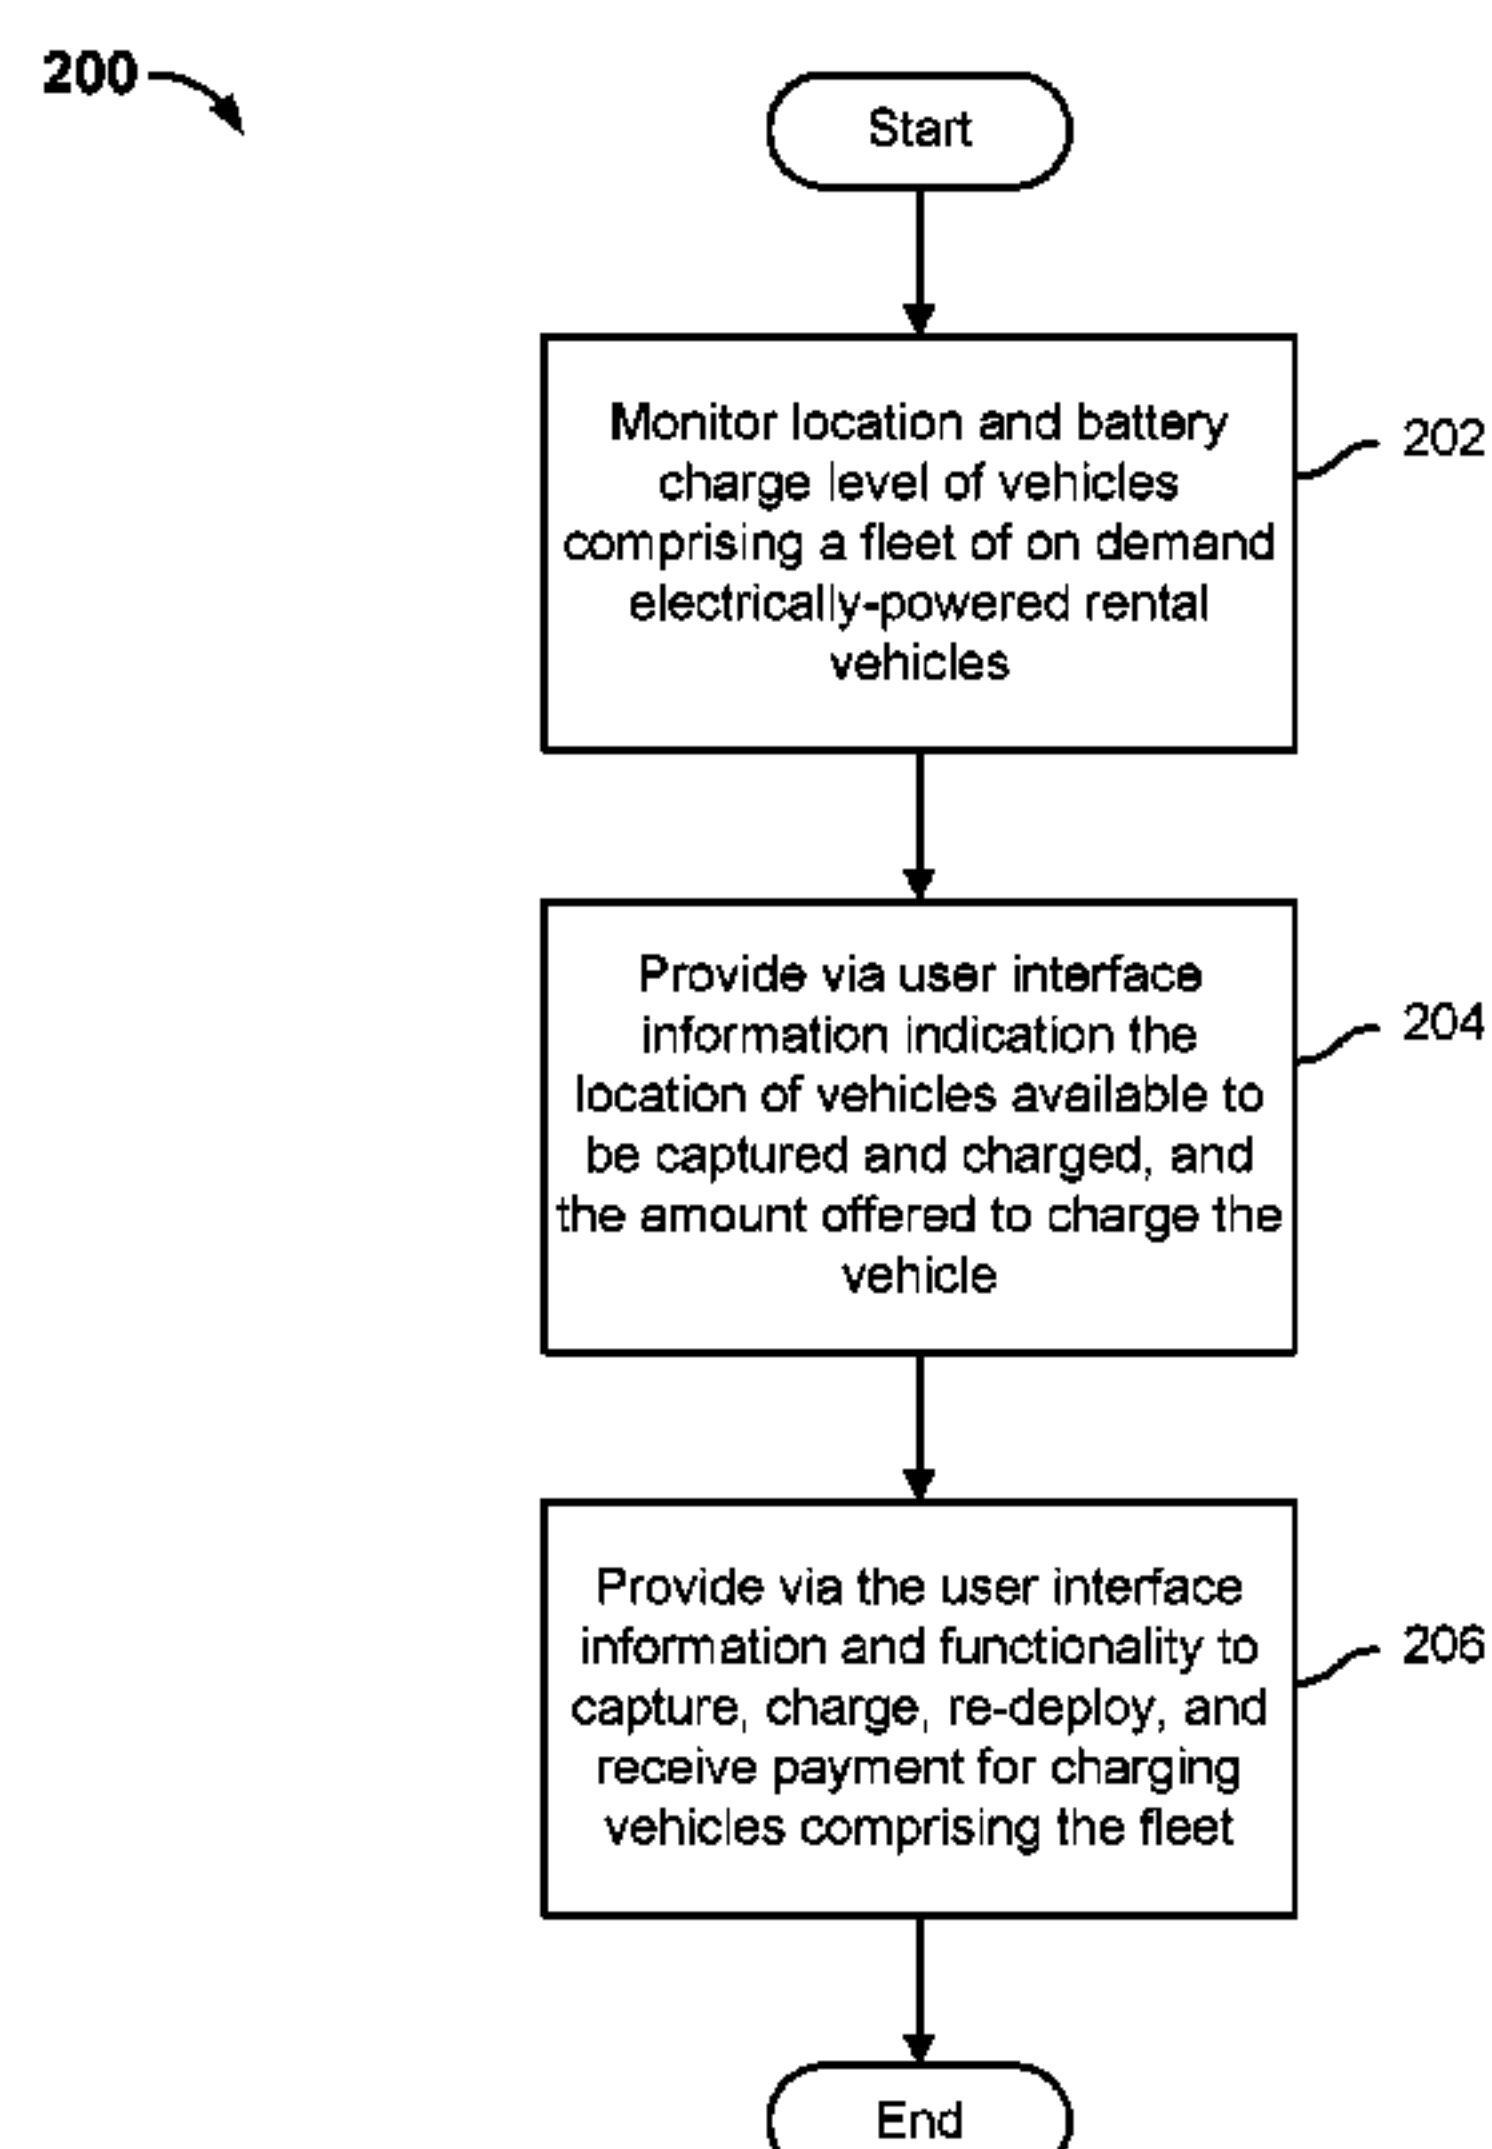 200
Start
Monitor location and battery
charge level of vehicles
comprising a fleet of on demand
electrically-powered rental
vehicles
202
Provide via user interface
information indication the
location of vehicles available to
be captured and charged, and
the amount offered to charge the
vehicle
204
Provide via the user interface
information and functionality to
capture, charge, re-deploy, and
receive payment for charging
vehicles comprising the fleet
206
End